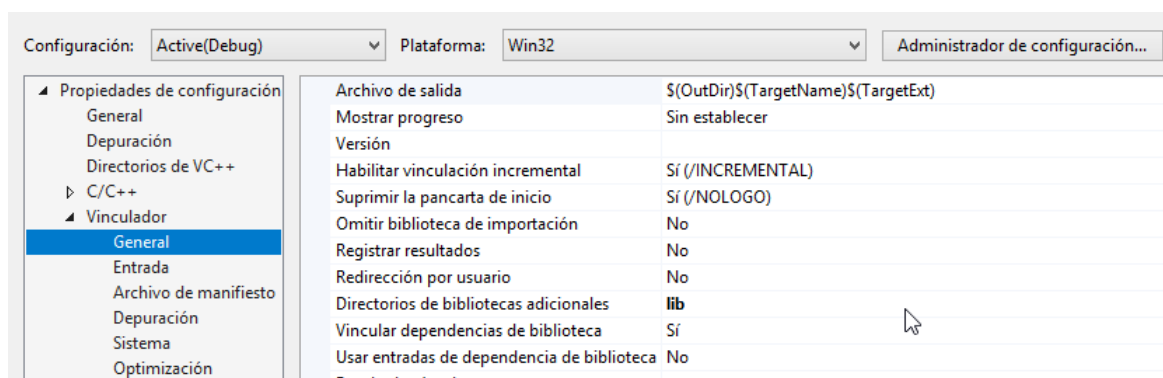 Configuración: Active(Debug) Plataforma: Win32 Administrador de configuración...
Propiedades de configuración
General
Depuración
Directorios de VC++
C/C++
Vinculador
General
Entrada
Archivo de manifiesto
Depuración
Sistema
Optimización
Archivo de salida $(OutDir)$(TargetName)$(TargetExt)
Mostrar progreso Sin establecer
Versión
Habilitar vinculación incremental Sí (/INCREMENTAL)
Suprimir la pancarta de inicio Sí (/NOLOGO)
Omitir biblioteca de importación No
Registrar resultados No
Redirección por usuario No
Directorios de bibliotecas adicionales lib
Vincular dependencias de biblioteca Sí
Usar entradas de dependencia de biblioteca No